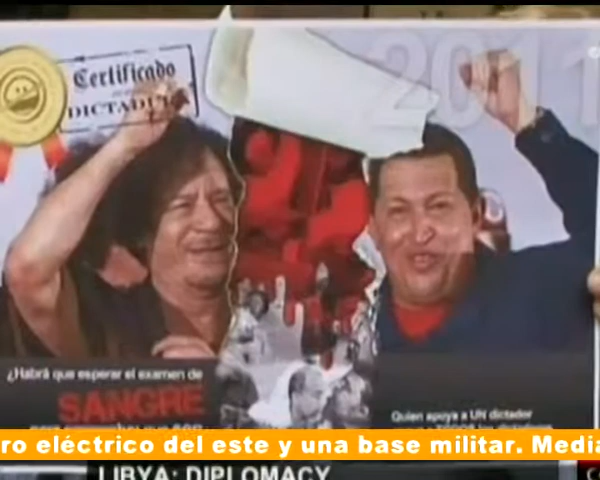 2011
Certificado
DICTADURA
¿Habrá que esperar el examen de
SANGRE
Quien apoya a UN dictador
ro eléctrico del este y una base militar. Media
LIBYA: DIPLOMACY